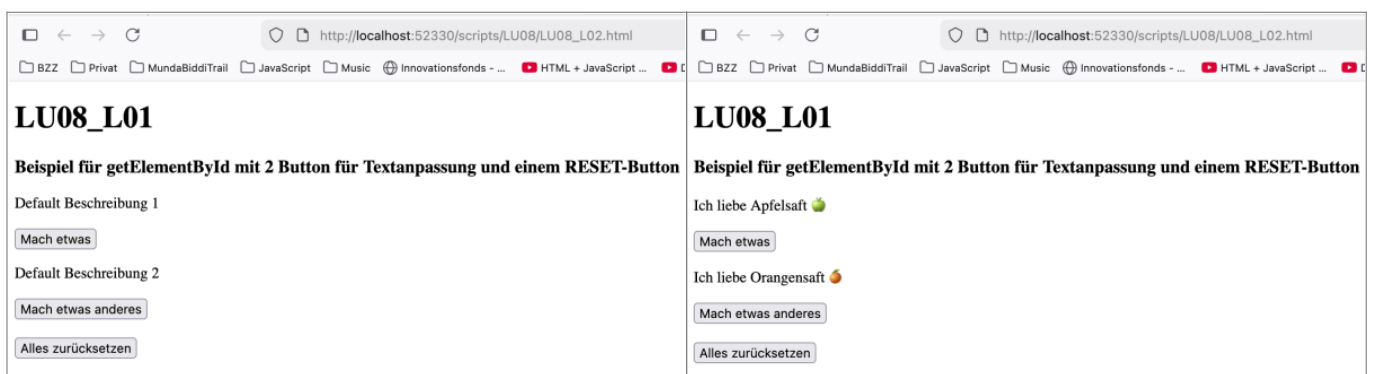 http://localhost:52330/scripts/LU08/LU08_L01.html
BZZ Privat MundaBiddiTrail JavaScript Music Innovationsfonds - ... HTML + JavaScript ...
LU08_L01
Beispiel für getElementById mit 2 Button für Textanpassung und einem RESET-Button
Default Beschreibung 1
Mach etwas
Default Beschreibung 2
Mach etwas anderes
Alles zurücksetzen
http://localhost:52330/scripts/LU08/LU08_L02.html
BZZ Privat MundaBiddiTrail JavaScript Music Innovationsfonds - ... HTML + JavaScript ...
LU08_L01
Beispiel für getElementById mit 2 Button für Textanpassung und einem RESET-Button
Ich liebe Apfelsaft 🍏
Mach etwas
Ich liebe Orangensaft 🍊
Mach etwas anderes
Alles zurücksetzen